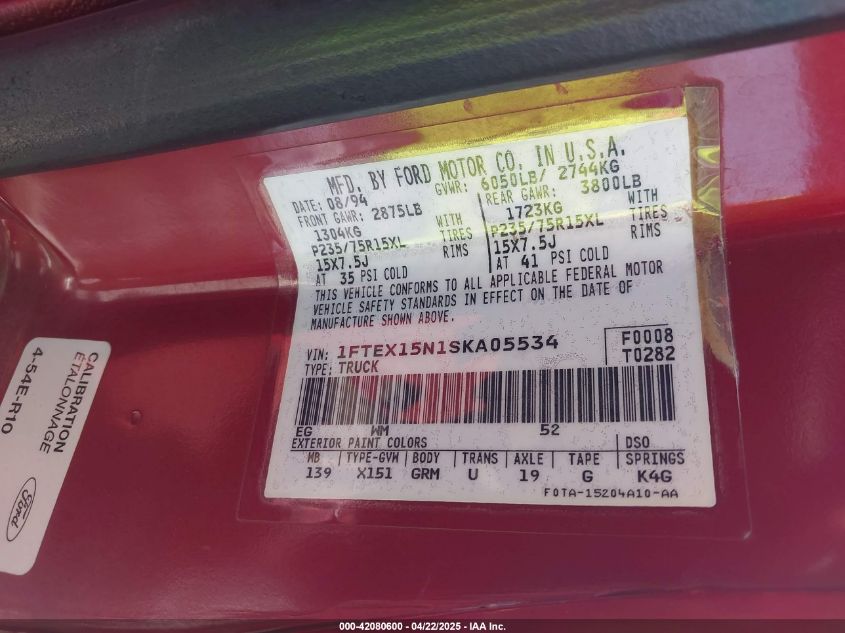 MFD. BY FORD MOTOR CO. IN U.S.A.
DATE: 08/94 GVWR: 6050LB/ 2744KG
FRONT GAWR: 2875LB REAR GAWR: 3800LB
1304KG WITH 1723KG WITH
P235/75R15XL TIRES P235/75R15XL TIRES
15X7.5J RIMS 15X7.5J RIMS
AT 35 PSI COLD AT 41 PSI COLD
THIS VEHICLE CONFORMS TO ALL APPLICABLE FEDERAL MOTOR
VEHICLE SAFETY STANDARDS IN EFFECT ON THE DATE OF
MANUFACTURE SHOWN ABOVE.
VIN: 1FTEX15N1SKA05534 F0008
TYPE: TRUCK T0282
EG WM 52
EXTERIOR PAINT COLORS DSO
WB TYPE-GVW BODY TRANS AXLE TAPE SPRINGS
139 X151 GRM U 19 G K4G
F0TA-15204A10-AA
CALIBRATION
ETALONNAGE
4-54E-R10
Ford
000-42080600 - 04/22/2025 - IAA Inc.